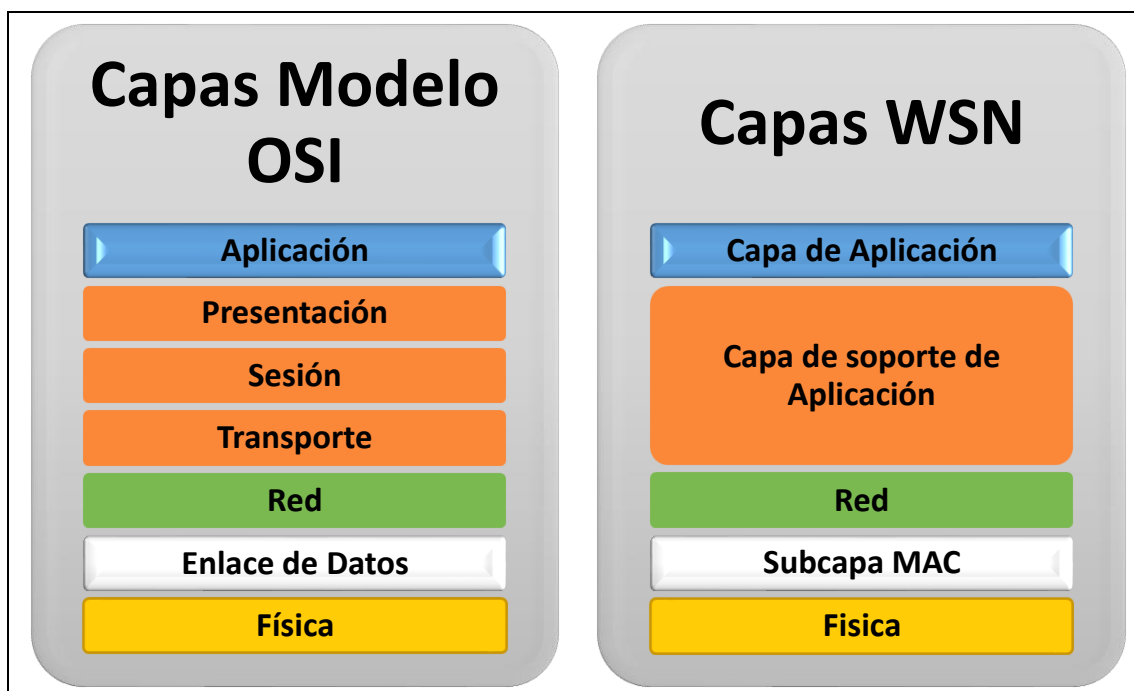 Capas Modelo
OSI
Aplicación
Presentación
Sesión
Transporte
Red
Enlace de Datos
Física
Capas WSN
Capa de Aplicación
Capa de soporte de
Aplicación
Red
Subcapa MAC
Fisica